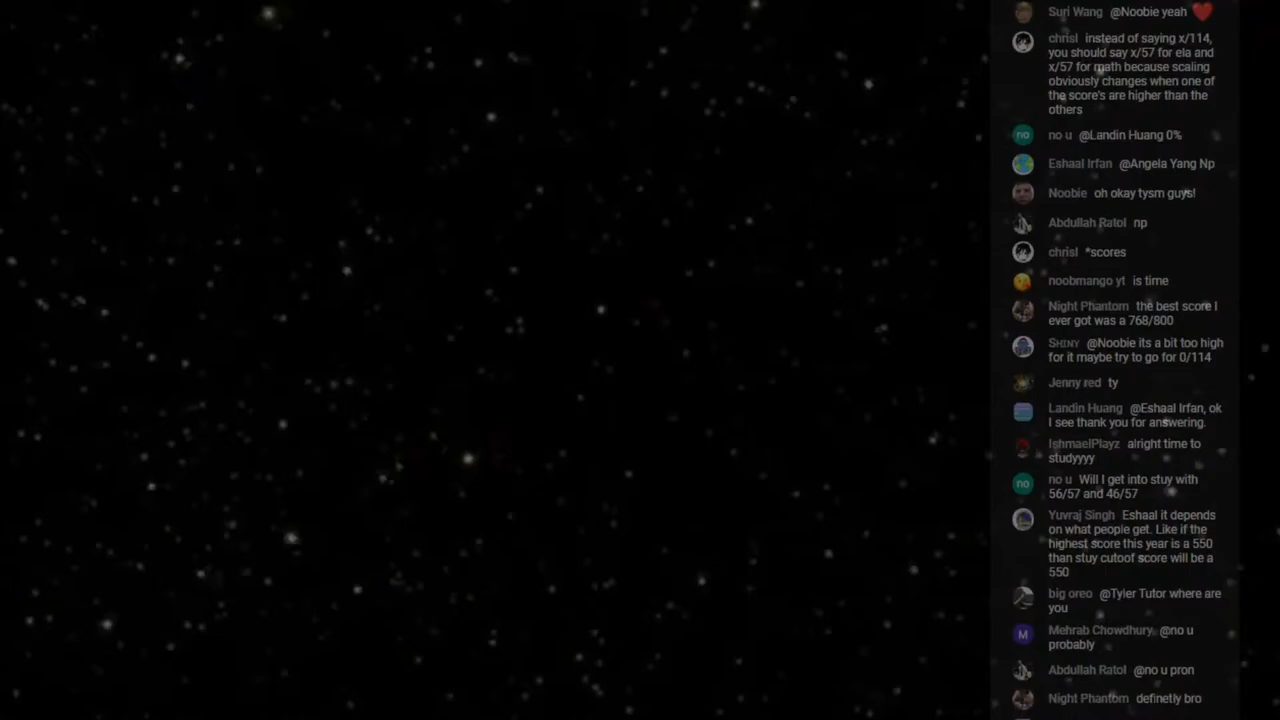 Suri Wang @Noobie yeah ❤️
chrisl instead of saying x/114,
you should say x/57 for ela and
x/57 for math because scaling
obviously changes when one of
the score's are higher than the
others
no
no u @Landin Huang 0%
Eshaal Irfan @Angela Yang Np
Noobie oh okay tysm guys!
Abdullah Ratol np
chrisl *scores
noobmango yt is time
Night Phantom the best score I
ever got was a 768/800
SHINY @Noobie its a bit too high
for it maybe try to go for 0/114
Jenny red ty
Landin Huang @Eshaal Irfan, ok
I see thank you for answering.
IshmaelPlayz alright time to
studyyyy
no
no u Will I get into stuy with
56/57 and 46/57
Yuvraj Singh Eshaal it depends
on what people get. Like if the
highest score this year is a 550
than stuy cutoof score will be a
550
big oreo @Tyler Tutor where are
you
M
Mehrab Chowdhury @no u
probably
Abdullah Ratol @no u pron
Night Phantom definetly bro